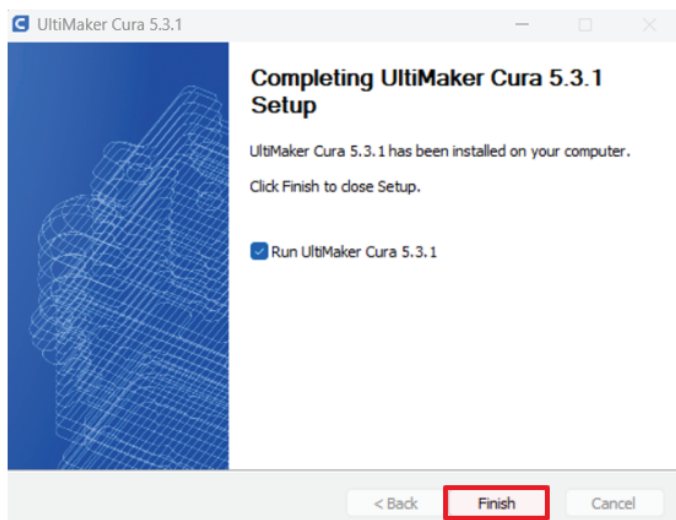 UltiMaker Cura 5.3.1
Completing UltiMaker Cura 5.3.1
Setup
UltiMaker Cura 5.3.1 has been installed on your computer.
Click Finish to close Setup.
Run UltiMaker Cura 5.3.1
< Back Finish Cancel